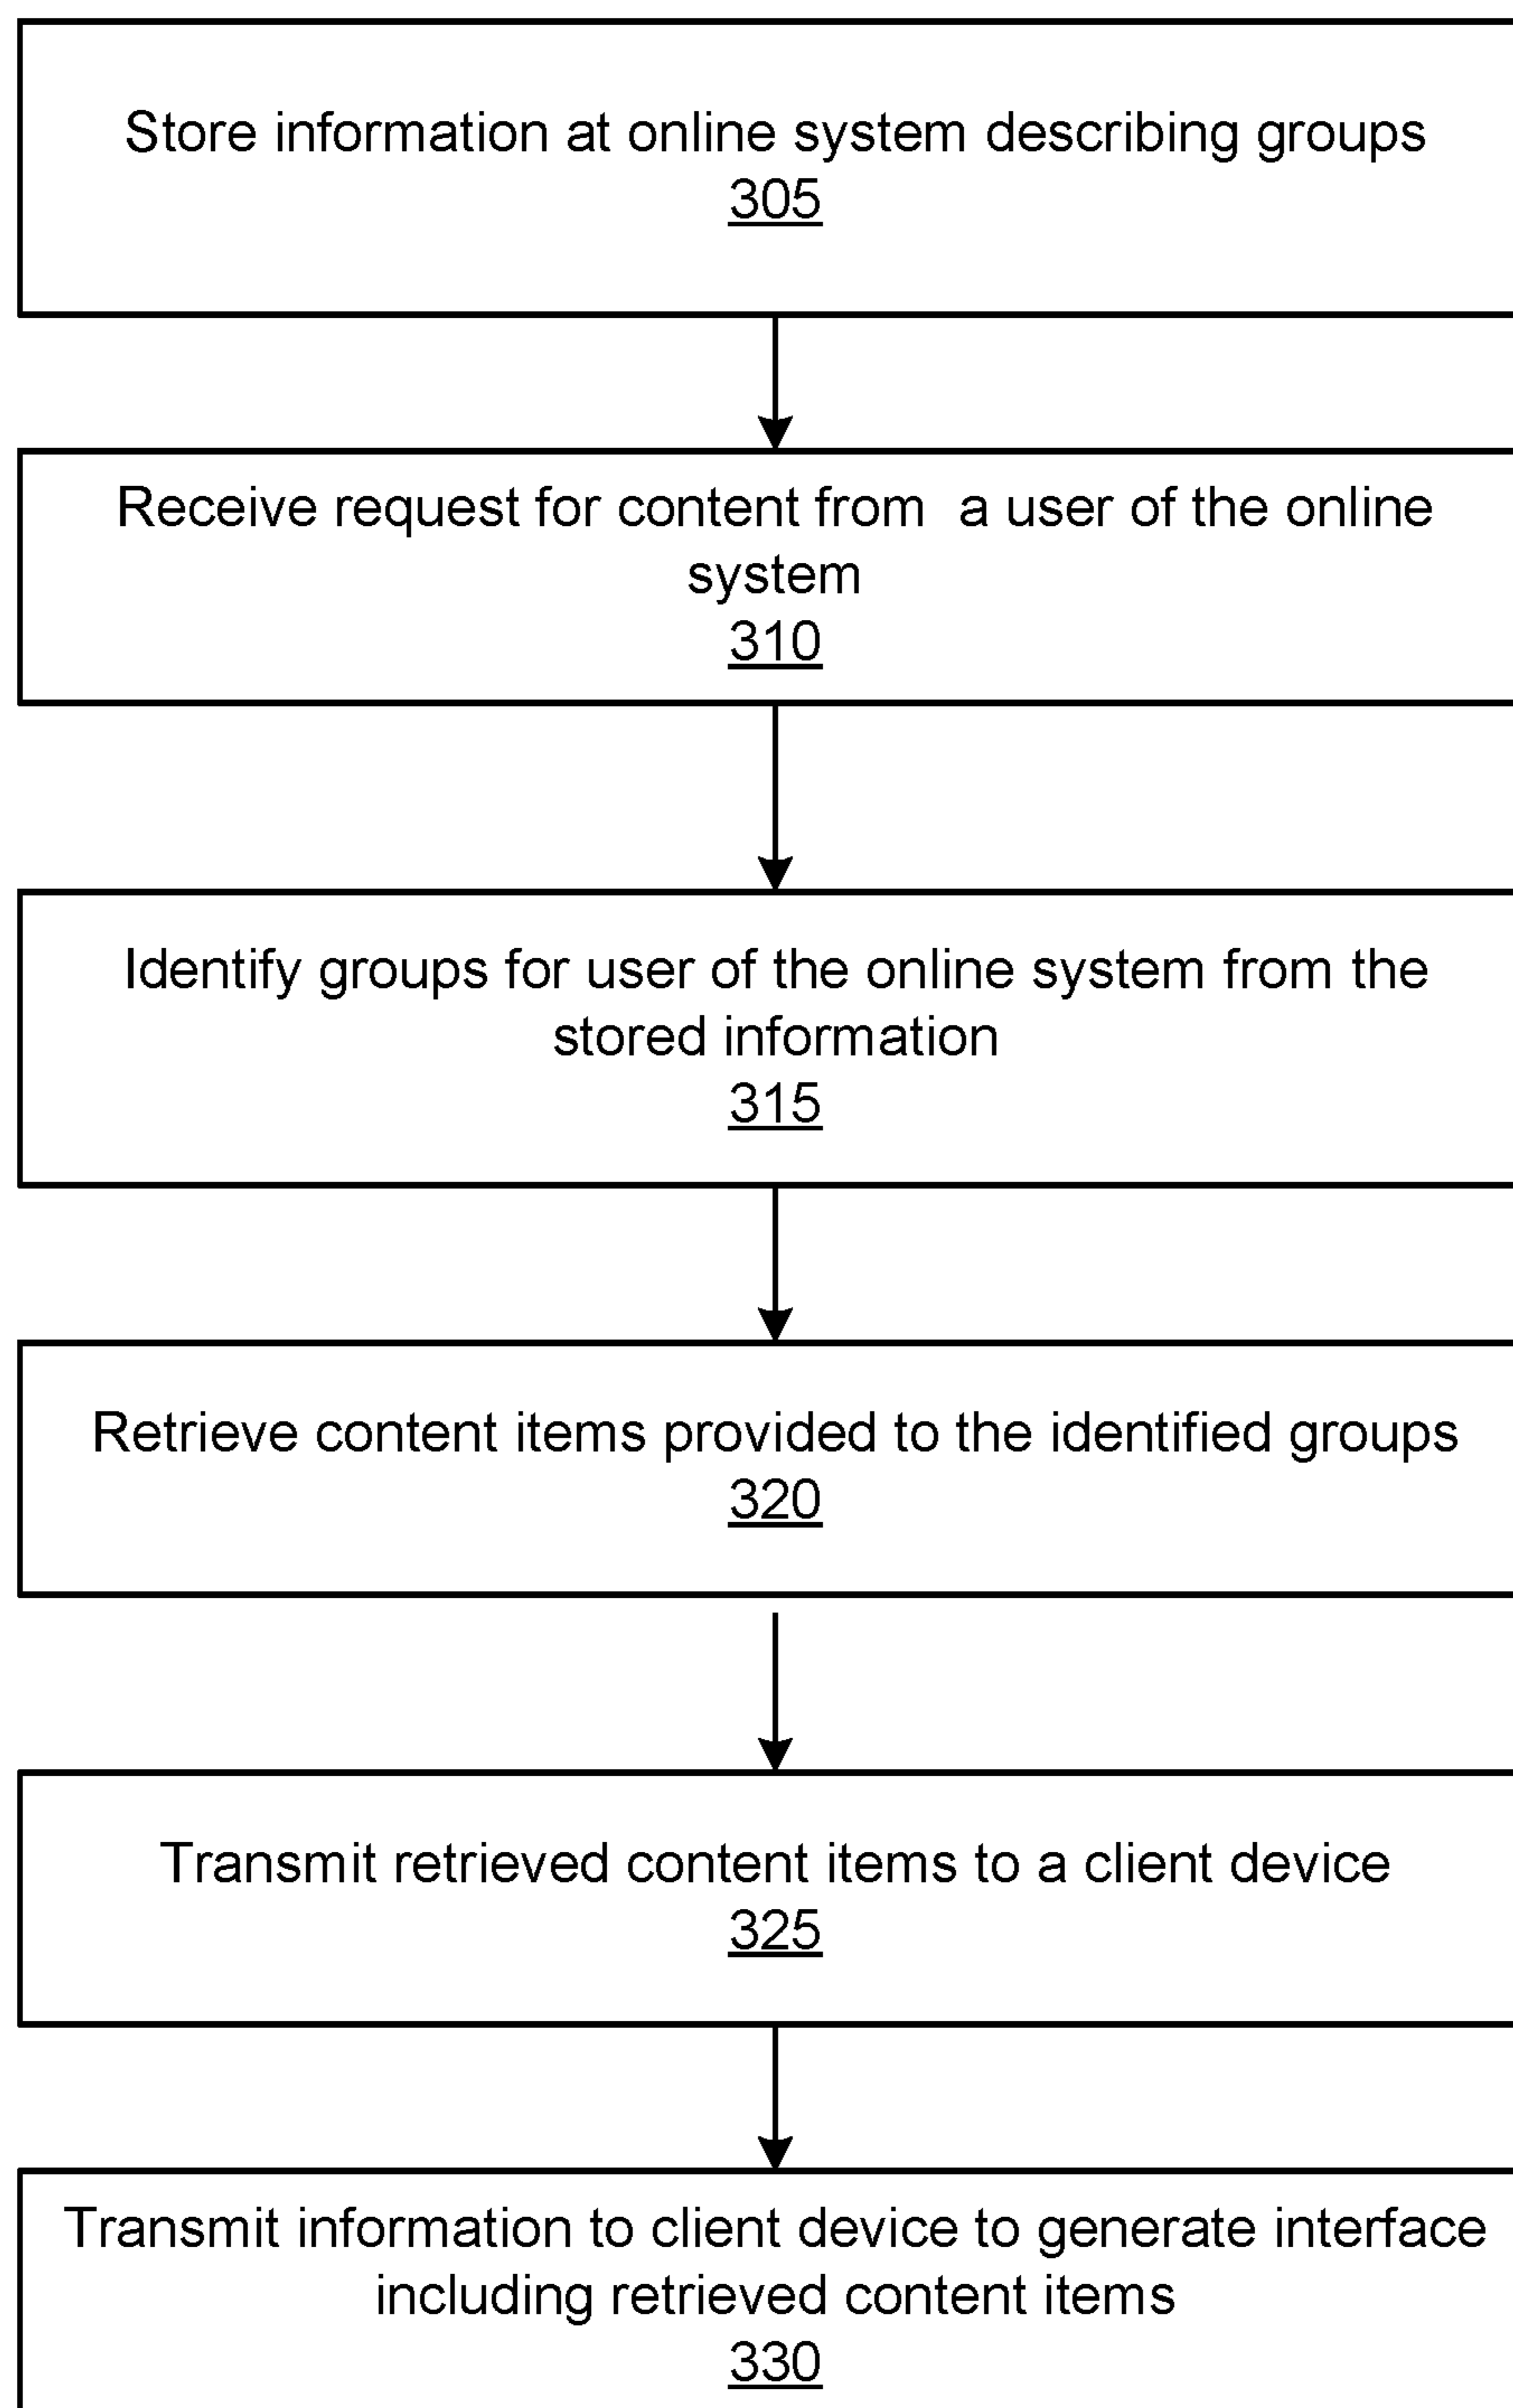 Store information at online system describing groups
305
Receive request for content from  a user of the online
system
310
Identify groups for user of the online system from the
stored information
315
Retrieve content items provided to the identified groups
320
Transmit retrieved content items to a client device
325
Transmit information to client device to generate interface
including retrieved content items
330